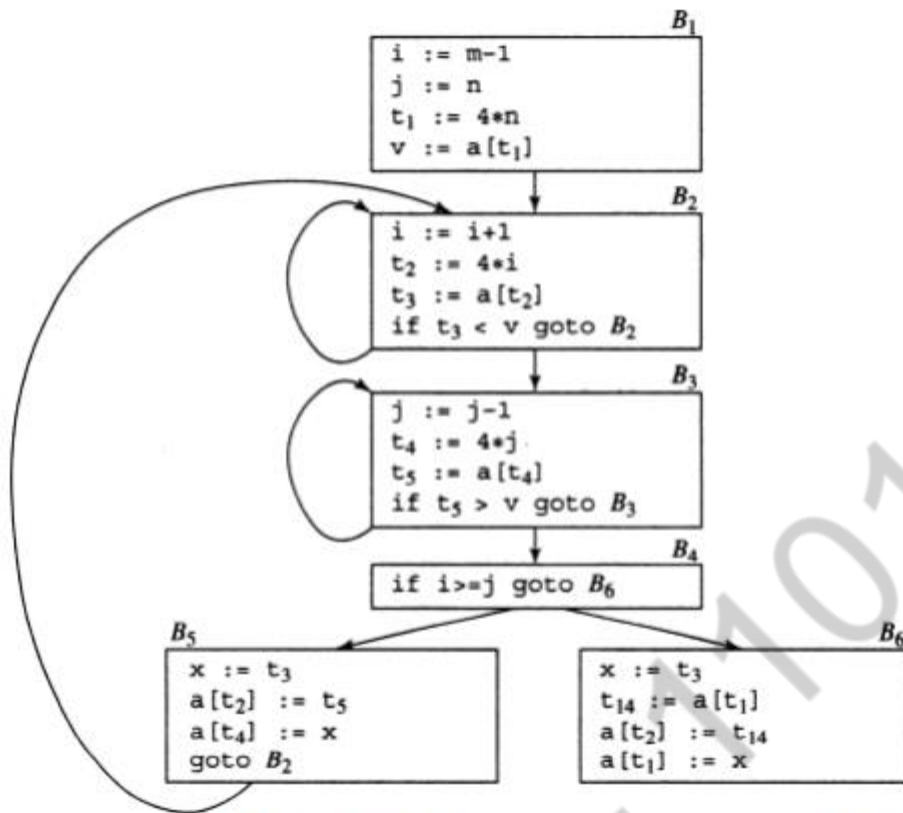 B₁
i := m-1
j := n
t₁ := 4*n
v := a[t₁]
B₂
i := i+1
t₂ := 4*i
t₃ := a[t₂]
if t₃ < v goto B₂
B₃
j := j-1
t₄ := 4*j
t₅ := a[t₄]
if t₅ > v goto B₃
B₄
if i>=j goto B₆
B₅
x := t₃
a[t₂] := t₅
a[t₄] := x
goto B₂
B₆
x := t₃
t₁₄ := a[t₁]
a[t₂] := t₁₄
a[t₁] := x
1101